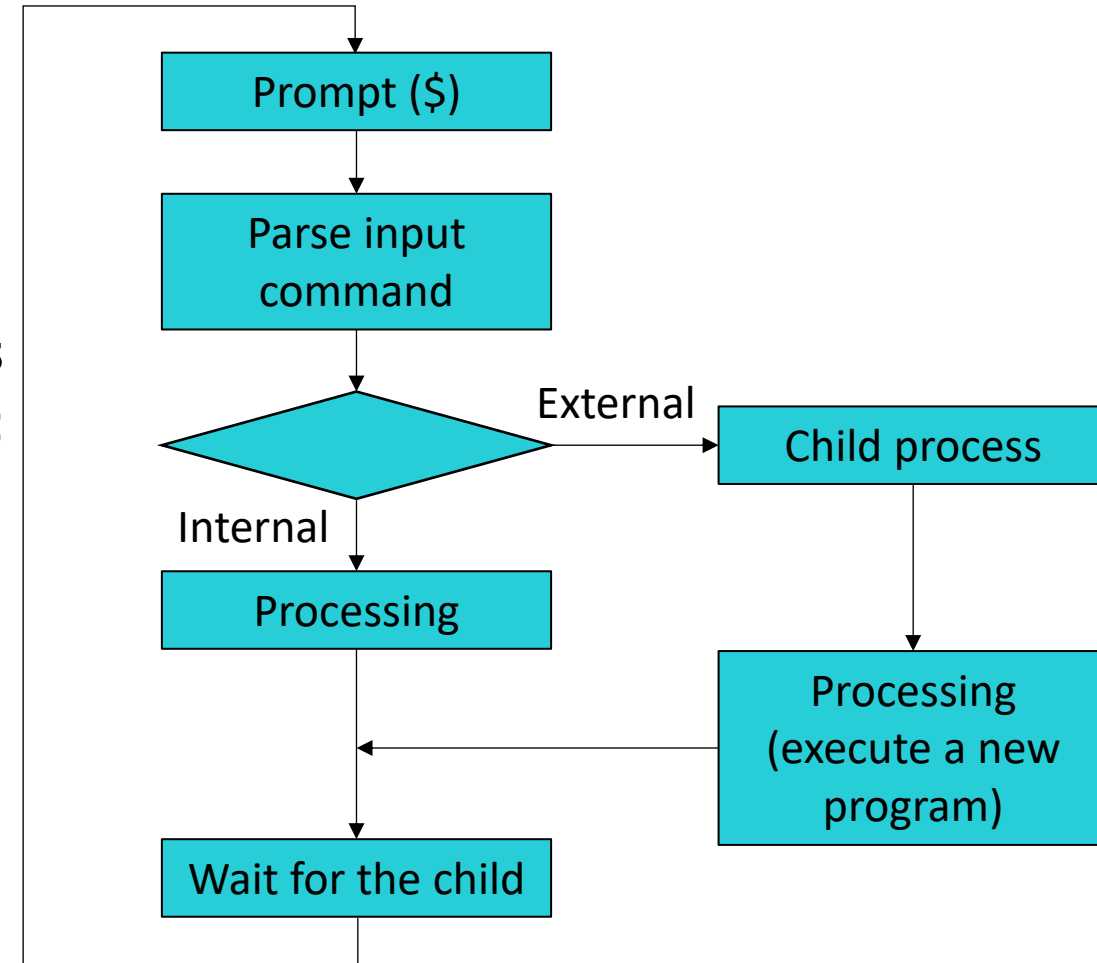 Prompt ($)
Parse input
command
External
Child process
Internal
Processing
Processing
(execute a new
program)
Wait for the child